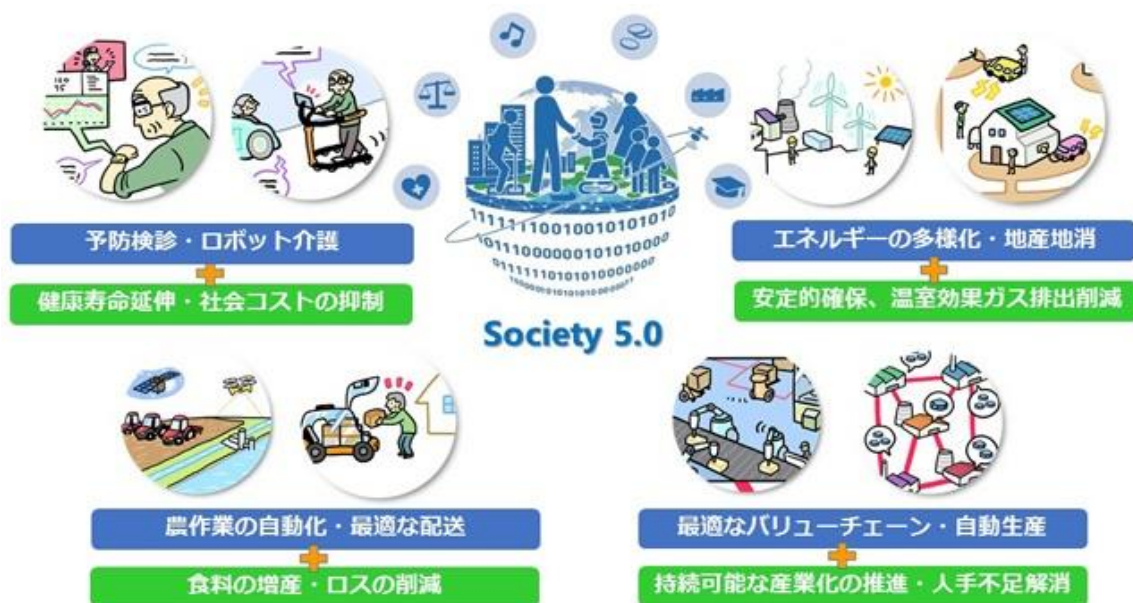 予防検診・ロボット介護
健康寿命延伸・社会コストの抑制
エネルギーの多様化・地産地消
安定的確保、温室効果ガス排出削減
Society 5.0
農作業の自動化・最適な配送
食料の増産・ロスの削減
最適なバリューチェーン・自動生産
持続可能な産業化の推進・人手不足解消